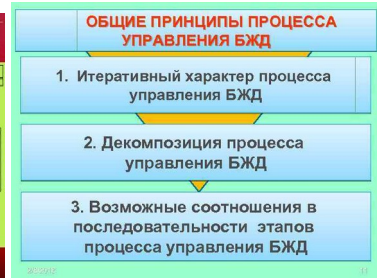 ОБЩИЕ ПРИНЦИПЫ ПРОЦЕССА
УПРАВЛЕНИЯ БЖД
1. Итеративный характер процесса
управления БЖД
2. Декомпозиция процесса
управления БЖД
3. Возможные соотношения в
последовательности этапов
процесса управления БЖД